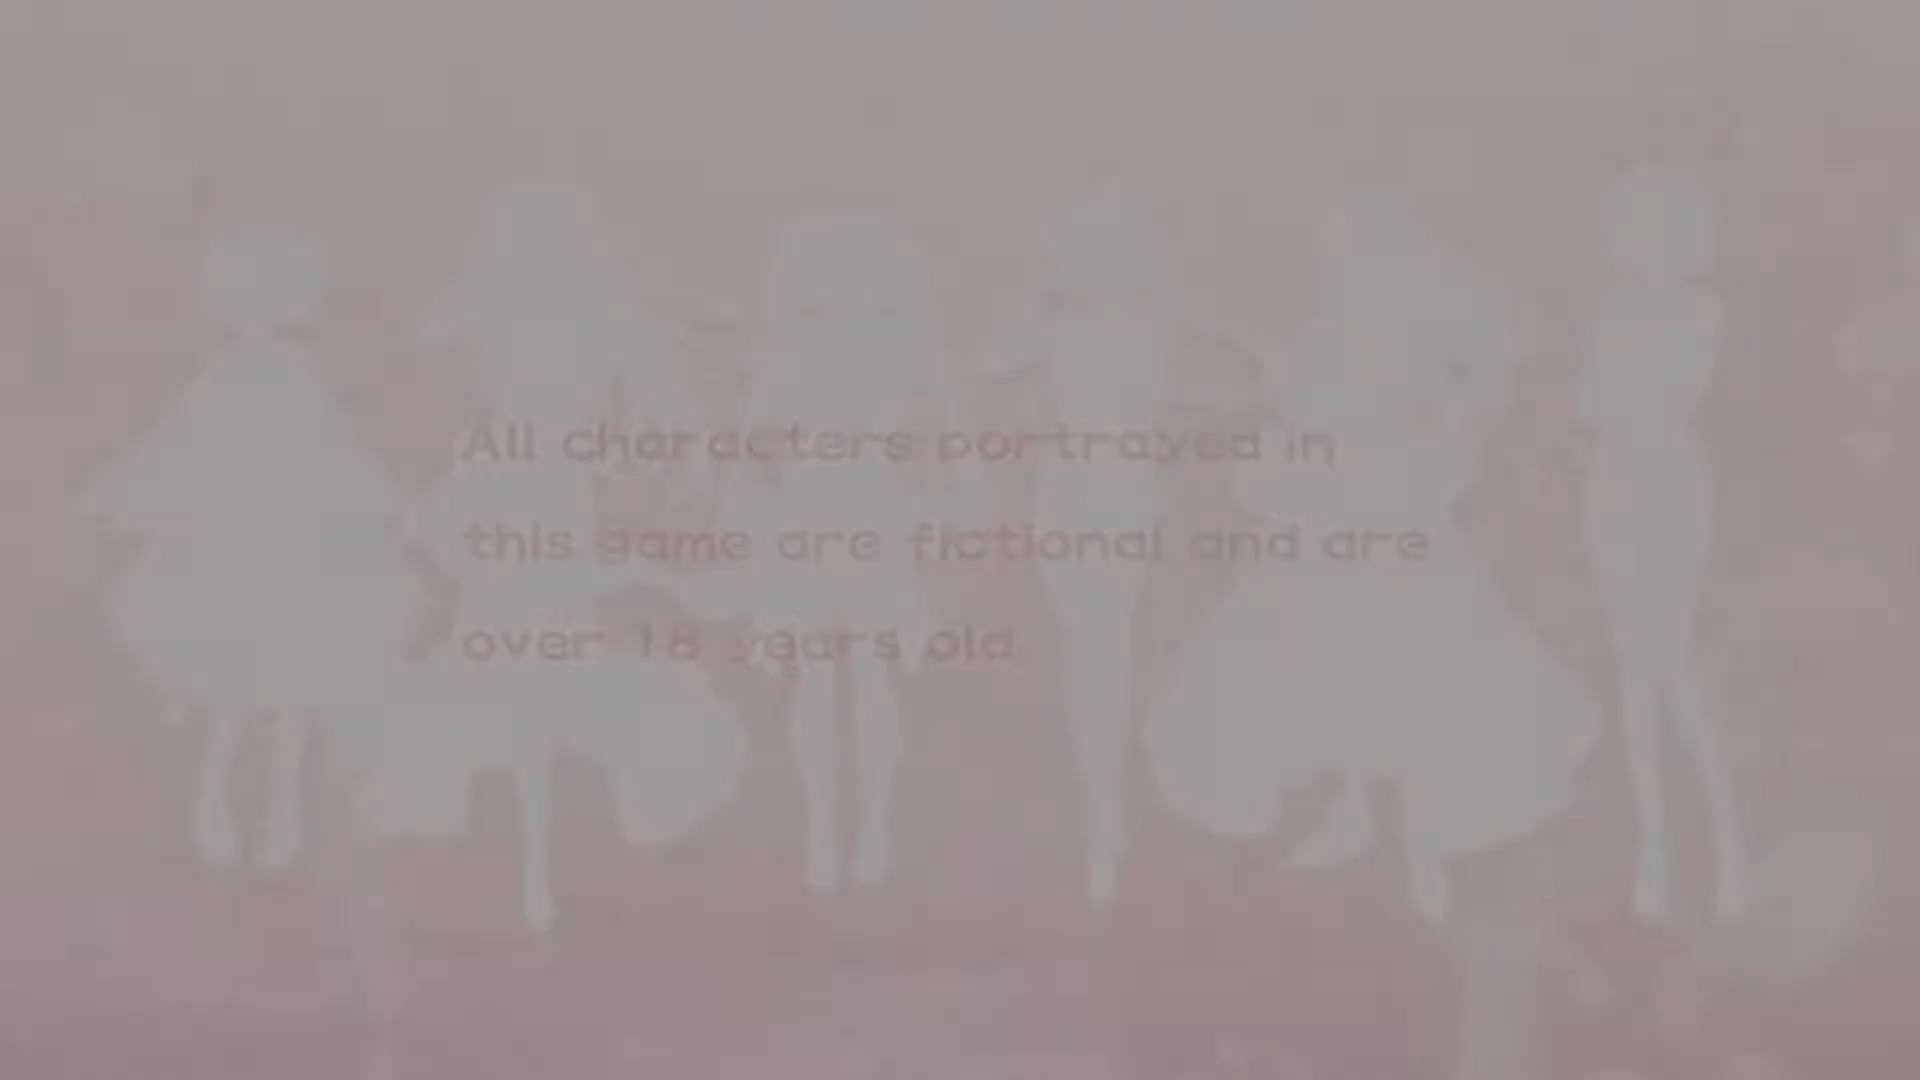 All characters portrayed in
this game are fictional and are
over 18 years old